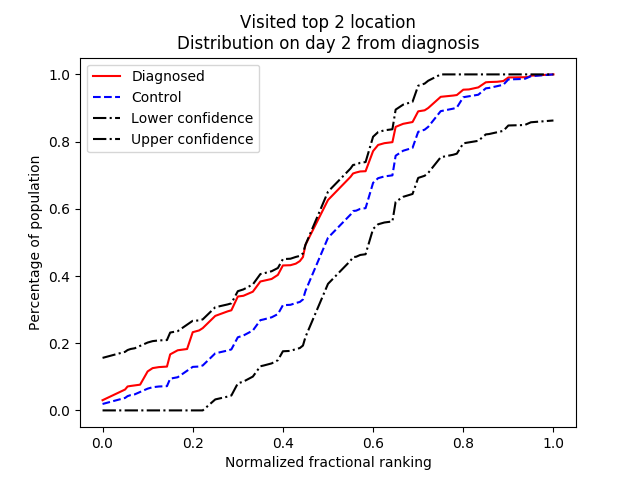 Visited top 2 location
Distribution on day 2 from diagnosis
Diagnosed
Control
Lower confidence
Upper confidence
Percentage of population
1.0
0.8
0.6
0.4
0.2
0.0
0.0 0.2 0.4 0.6 0.8 1.0
Normalized fractional ranking